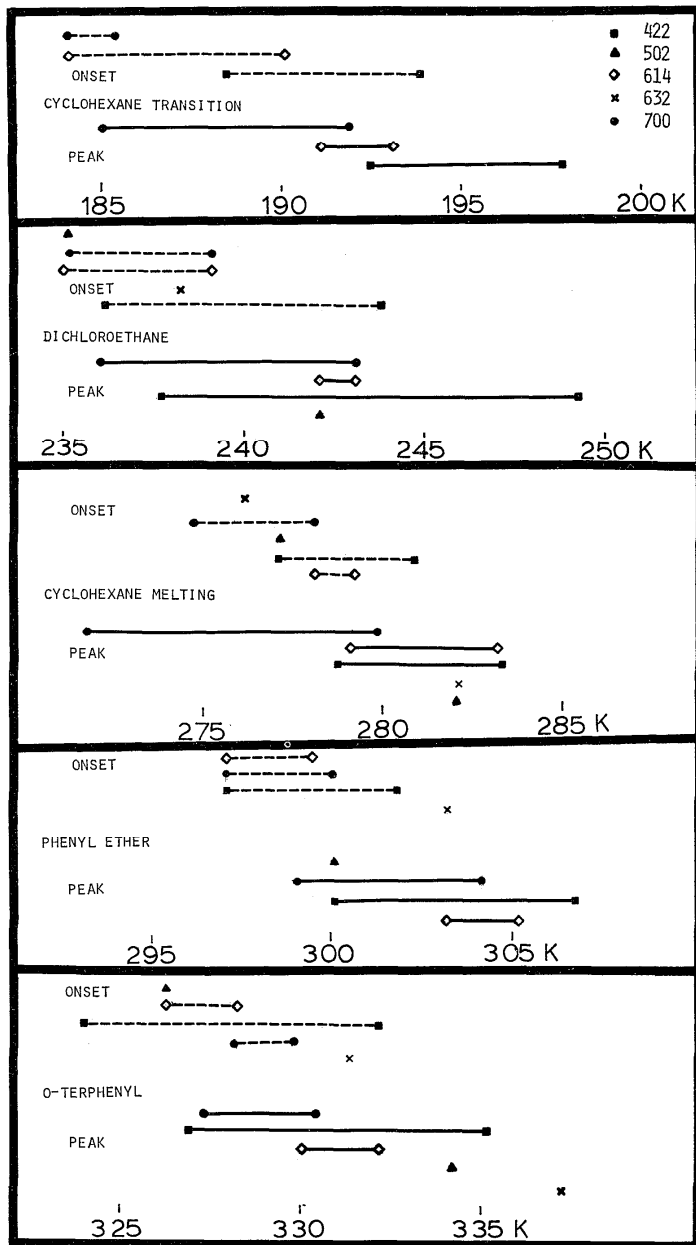 422
502
614
632
700
ONSET
CYCLOHEXANE TRANSITION
PEAK
185 190 195 200 K
ONSET
DICHLOROETHANE
PEAK
235 240 245 250 K
ONSET
CYCLOHEXANE MELTING
PEAK
275 280 285 K
ONSET
PHENYL ETHER
PEAK
295 300 305 K
ONSET
O-TERPHENYL
PEAK
325 330 335 K